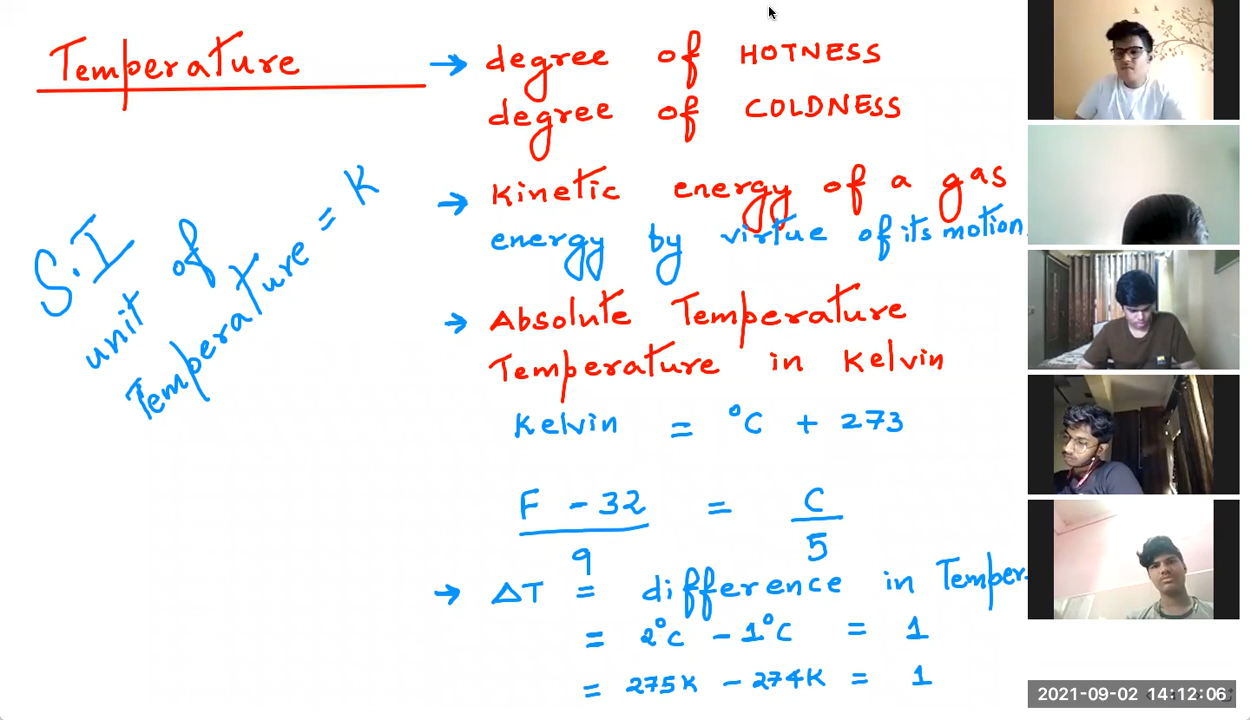 Temperature
→ degree of HOTNESS
degree of COLDNESS
→ Kinetic energy of a gas
energy by virtue of its motion
S.I
unit of
Temperature = K
→ Absolute Temperature
Temperature in Kelvin
Kelvin = °C + 273
F - 32 = C
9 5
→ ΔT = difference in Temper
= 2°C - 1°C = 1
= 275K - 274K = 1
2021-09-02 14:12:06